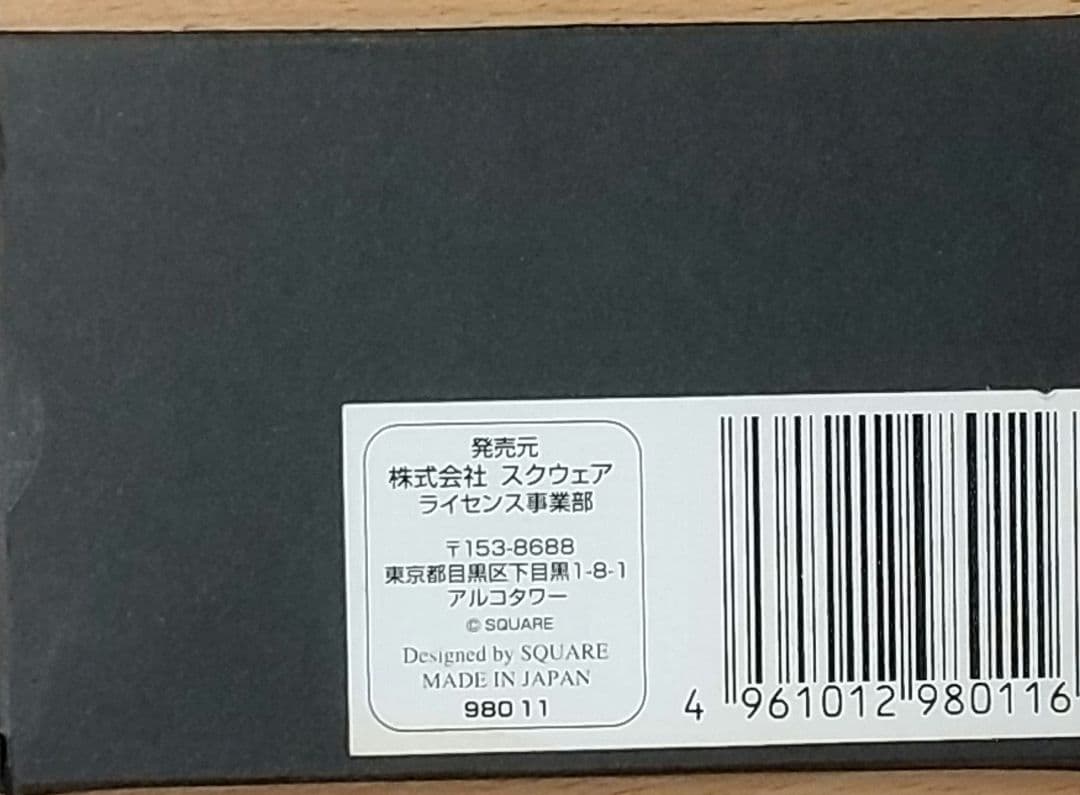 発売元
株式会社 スクウェア
ライセンス事業部
〒153-8688
東京都目黒区下目黒1-8-1
アルコタワー
© SQUARE
Designed by SQUARE
MADE IN JAPAN
98011
4 961012 980116